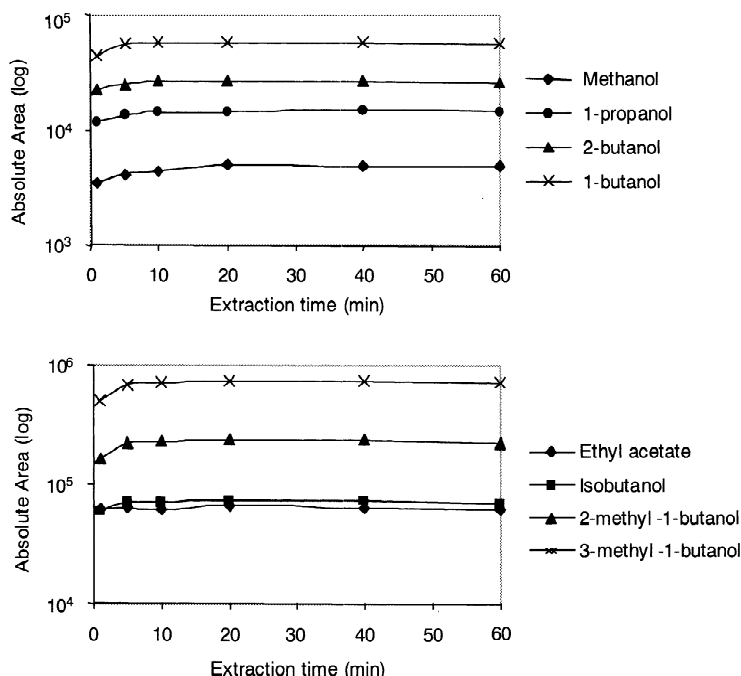 10⁵
10⁴
10³
Absolute Area (log)
0 10 20 30 40 50 60
Extraction time (min)
Methanol
1-propanol
2-butanol
1-butanol
10⁶
10⁵
10⁴
Absolute Area (log)
0 10 20 30 40 50 60
Extraction time (min)
Ethyl acetate
Isobutanol
2-methyl -1-butanol
3-methyl -1-butanol